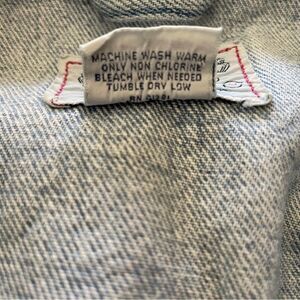 MACHINE WASH WARM
ONLY NON CHLORINE
BLEACH WHEN NEEDED
TUMBLE DRY LOW